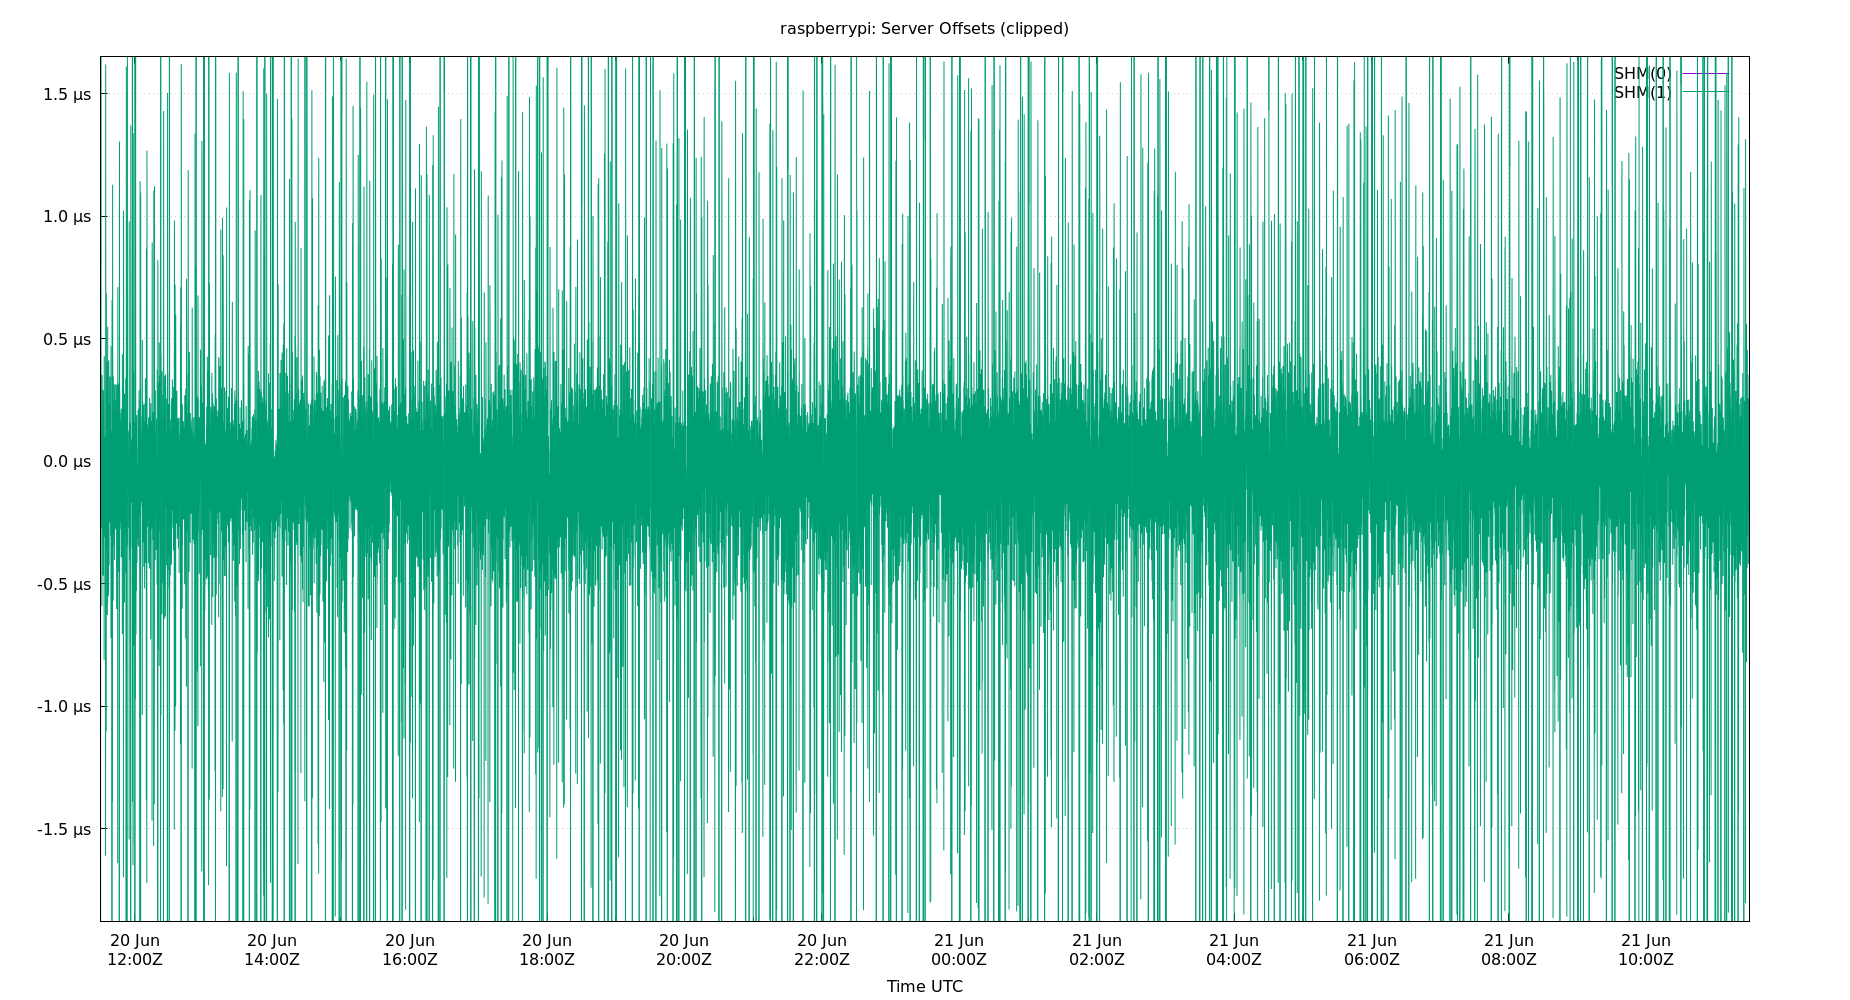 raspberrypi: Server Offsets (clipped)
SHM(0)
SHM(1)
1.5 µs
1.0 µs
0.5 µs
0.0 µs
-0.5 µs
-1.0 µs
-1.5 µs
20 Jun 20 Jun 20 Jun 20 Jun 20 Jun 20 Jun 21 Jun 21 Jun 21 Jun 21 Jun 21 Jun 21 Jun
12:00Z 14:00Z 16:00Z 18:00Z 20:00Z 22:00Z 00:00Z 02:00Z 04:00Z 06:00Z 08:00Z 10:00Z
Time UTC